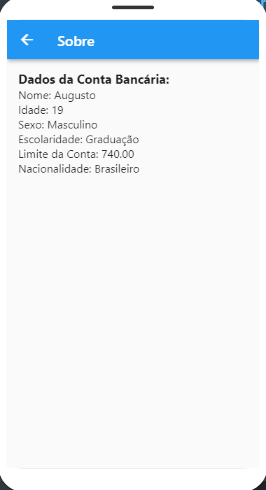 Sobre
Dados da Conta Bancária:
Nome: Augusto
Idade: 19
Sexo: Masculino
Escolaridade: Graduação
Limite da Conta: 740.00
Nacionalidade: Brasileiro